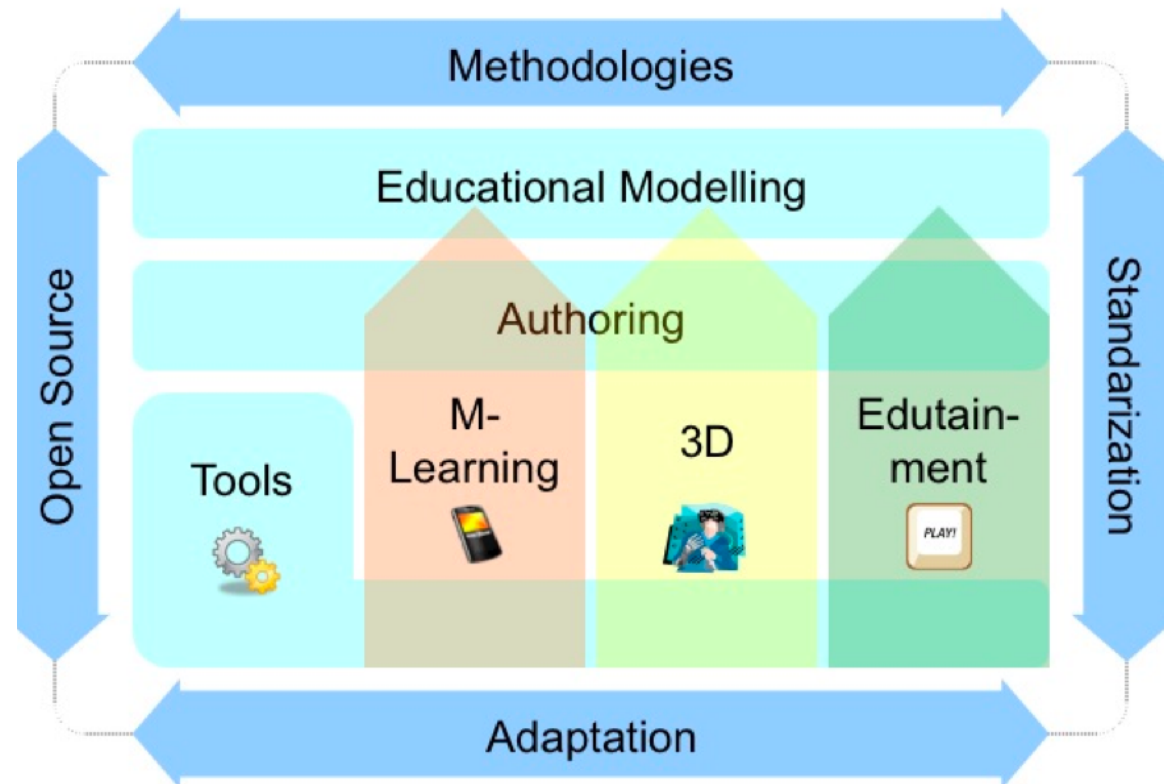 Methodologies
Educational Modelling
Authoring
Open Source
Tools
M-
Learning
3D
Edutain-
ment
PLAY!
Standarization
Adaptation